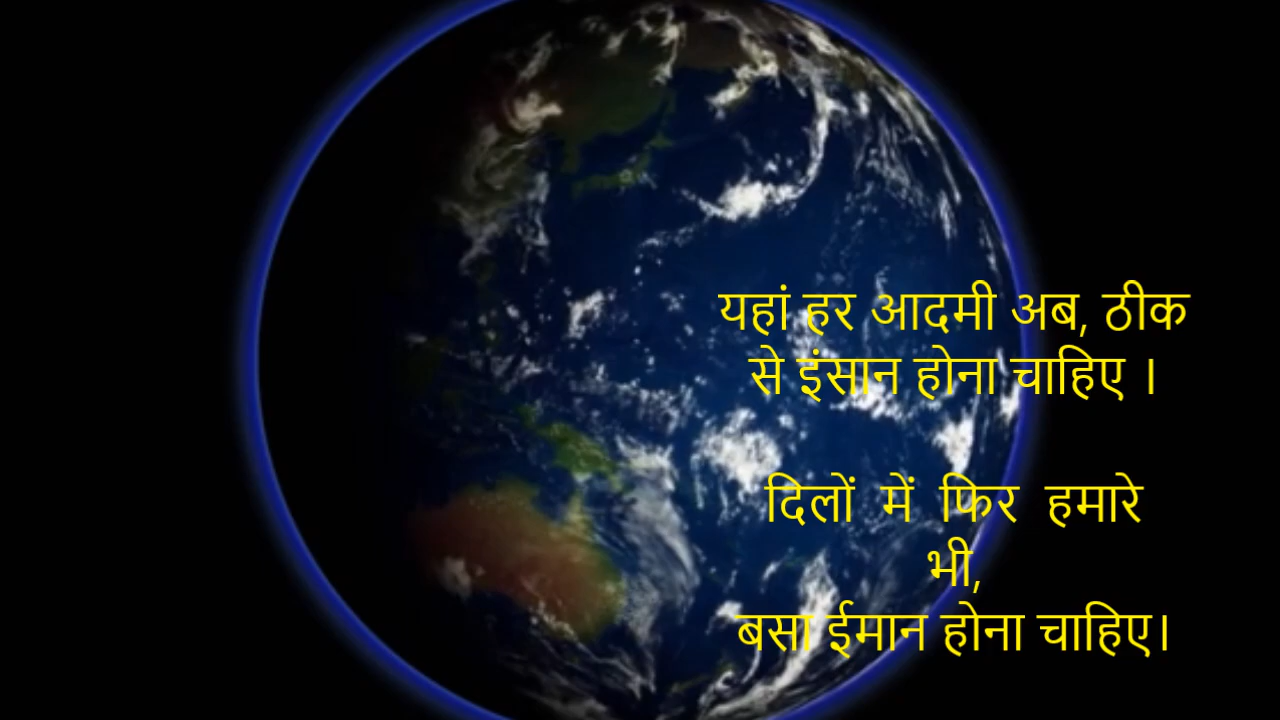 यहां हर आदमी अब, ठीक
से इंसान होना चाहिए ।
दिलों में फिर हमारे
भी,
बसा ईमान होना चाहिए।